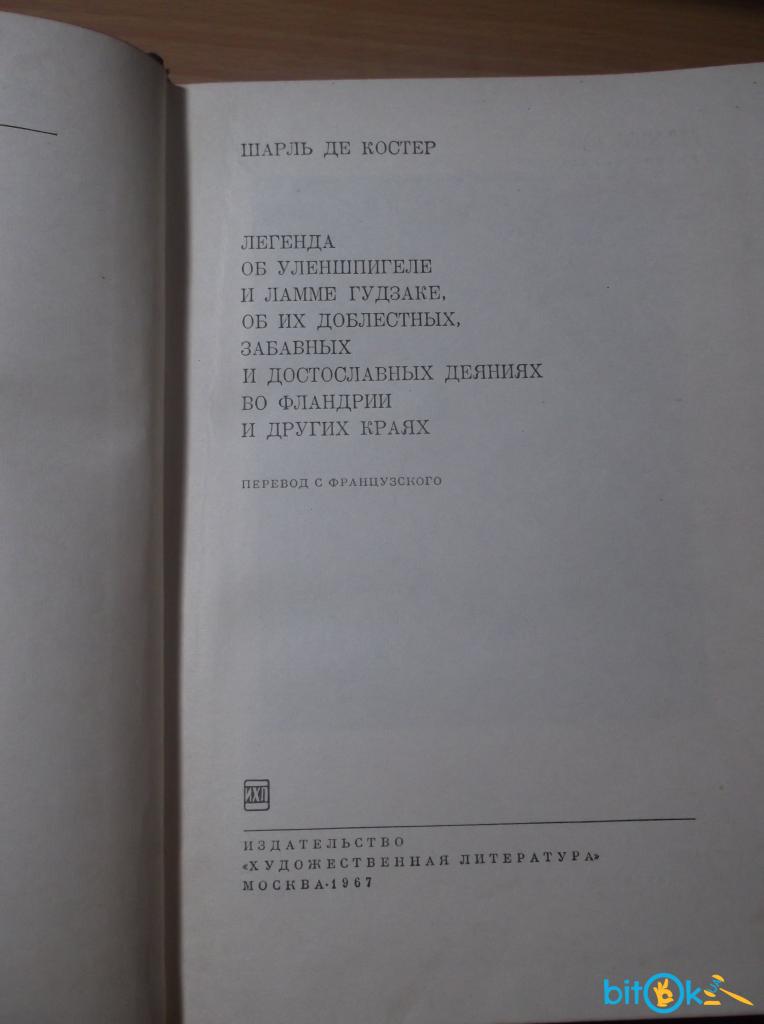 ШАРЛЬ ДЕ КОСТЕР
ЛЕГЕНДА
ОБ УЛЕНШПИГЕЛЕ
И ЛАММЕ ГУДЗАКЕ,
ОБ ИХ ДОБЛЕСТНЫХ,
ЗАБАВНЫХ
И ДОСТОСЛАВНЫХ ДЕЯНИЯХ
ВО ФЛАНДРИИ
И ДРУГИХ КРАЯХ
ПЕРЕВОД С ФРАНЦУЗСКОГО
ИХЛ
ИЗДАТЕЛЬСТВО
«ХУДОЖЕСТВЕННАЯ ЛИТЕРАТУРА»
МОСКВА·1967
bitOk UA